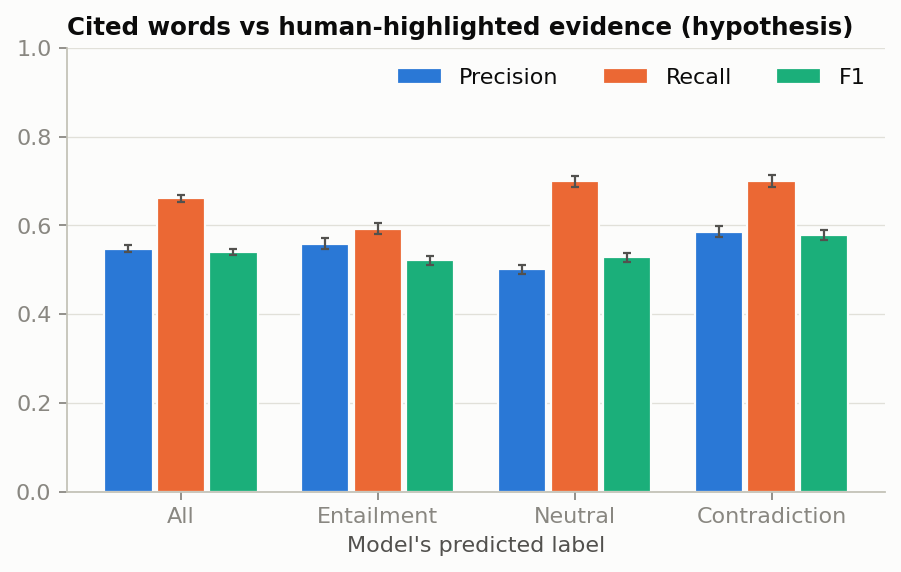 Cited words vs human-highlighted evidence (hypothesis)
Precision Recall F1
1.0
0.8
0.6
0.4
0.2
0.0
All Entailment Neutral Contradiction
Model's predicted label